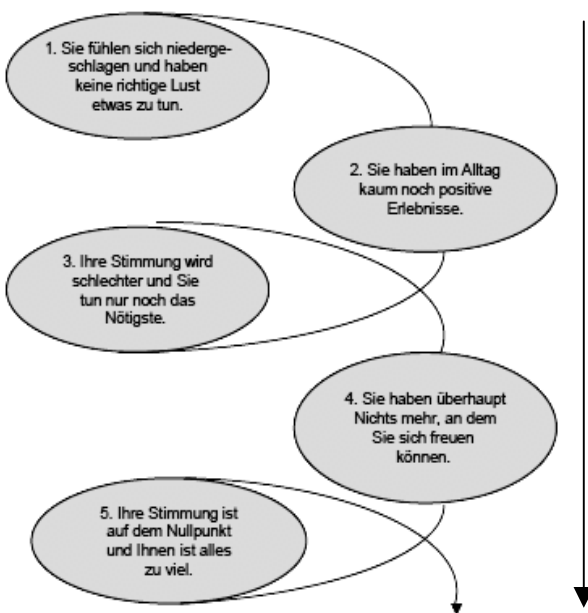 1. Sie fühlen sich niederge-
schlagen und haben
keine richtige Lust
etwas zu tun.
2. Sie haben im Alltag
kaum noch positive
Erlebnisse.
3. Ihre Stimmung wird
schlechter und Sie
tun nur noch das
Nötigste.
4. Sie haben überhaupt
Nichts mehr, an dem
Sie sich freuen
können.
5. Ihre Stimmung ist
auf dem Nullpunkt
und Ihnen ist alles
zu viel.